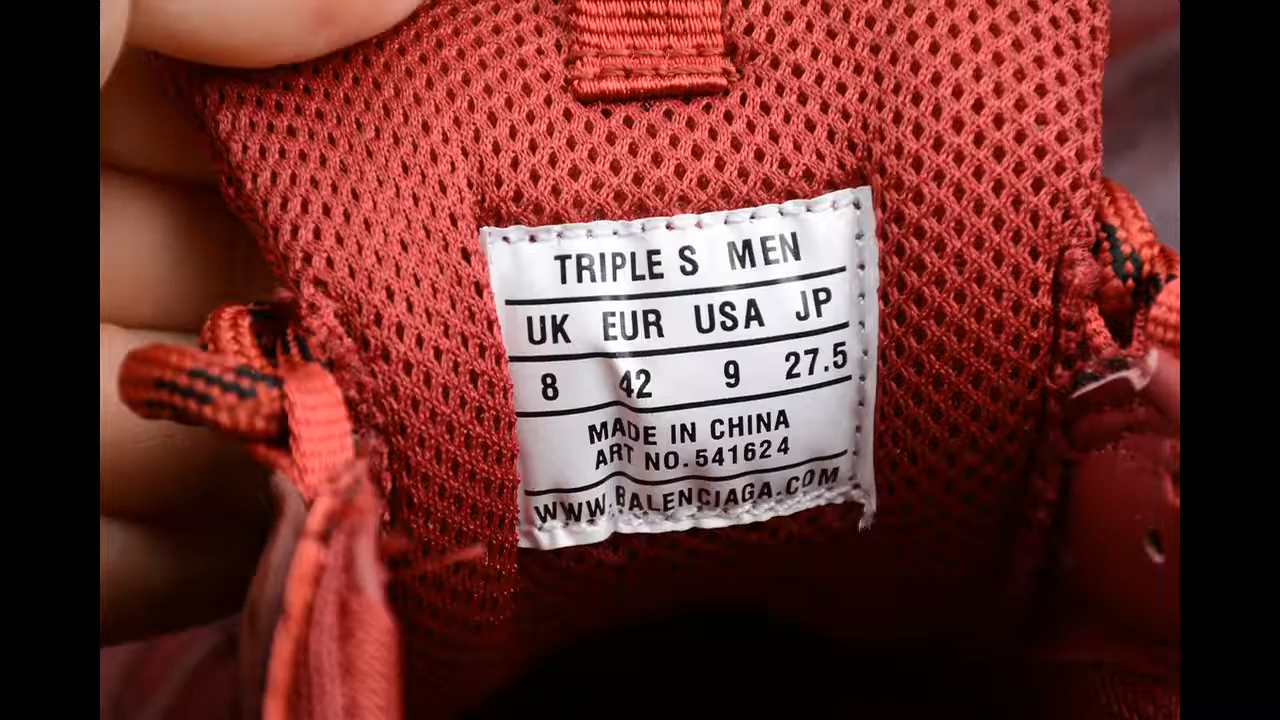 TRIPLE S MEN
UK EUR USA JP
8 42 9 27.5
MADE IN CHINA
ART NO.541624
WWW.BALENCIAGA.COM